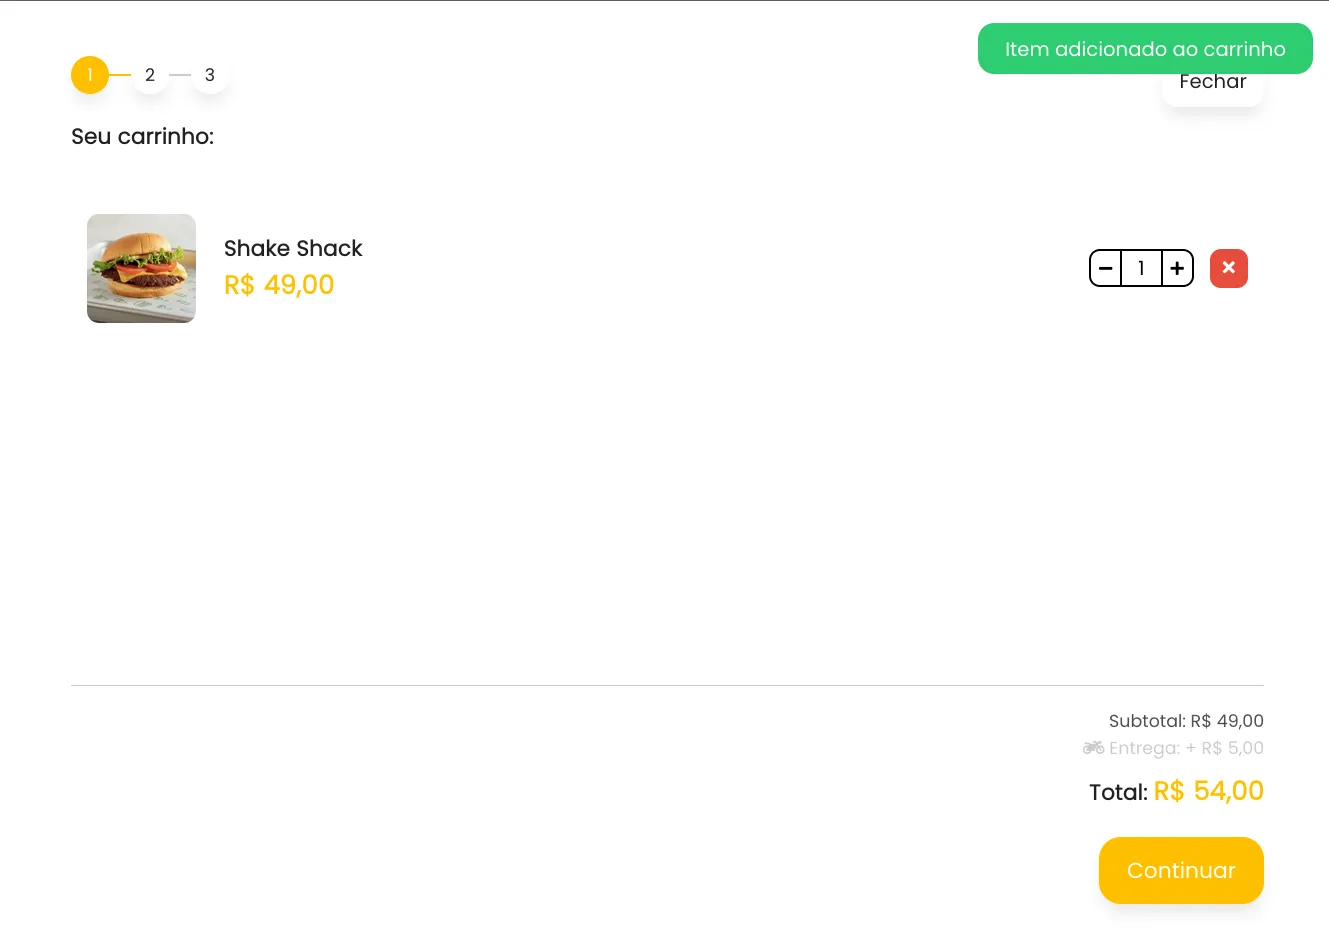 Item adicionado ao carrinho
1 2 3
Fechar
Seu carrinho:
Shake Shack
R$ 49,00
1
Subtotal: R$ 49,00
Entrega: + R$ 5,00
Total: R$ 54,00
Continuar